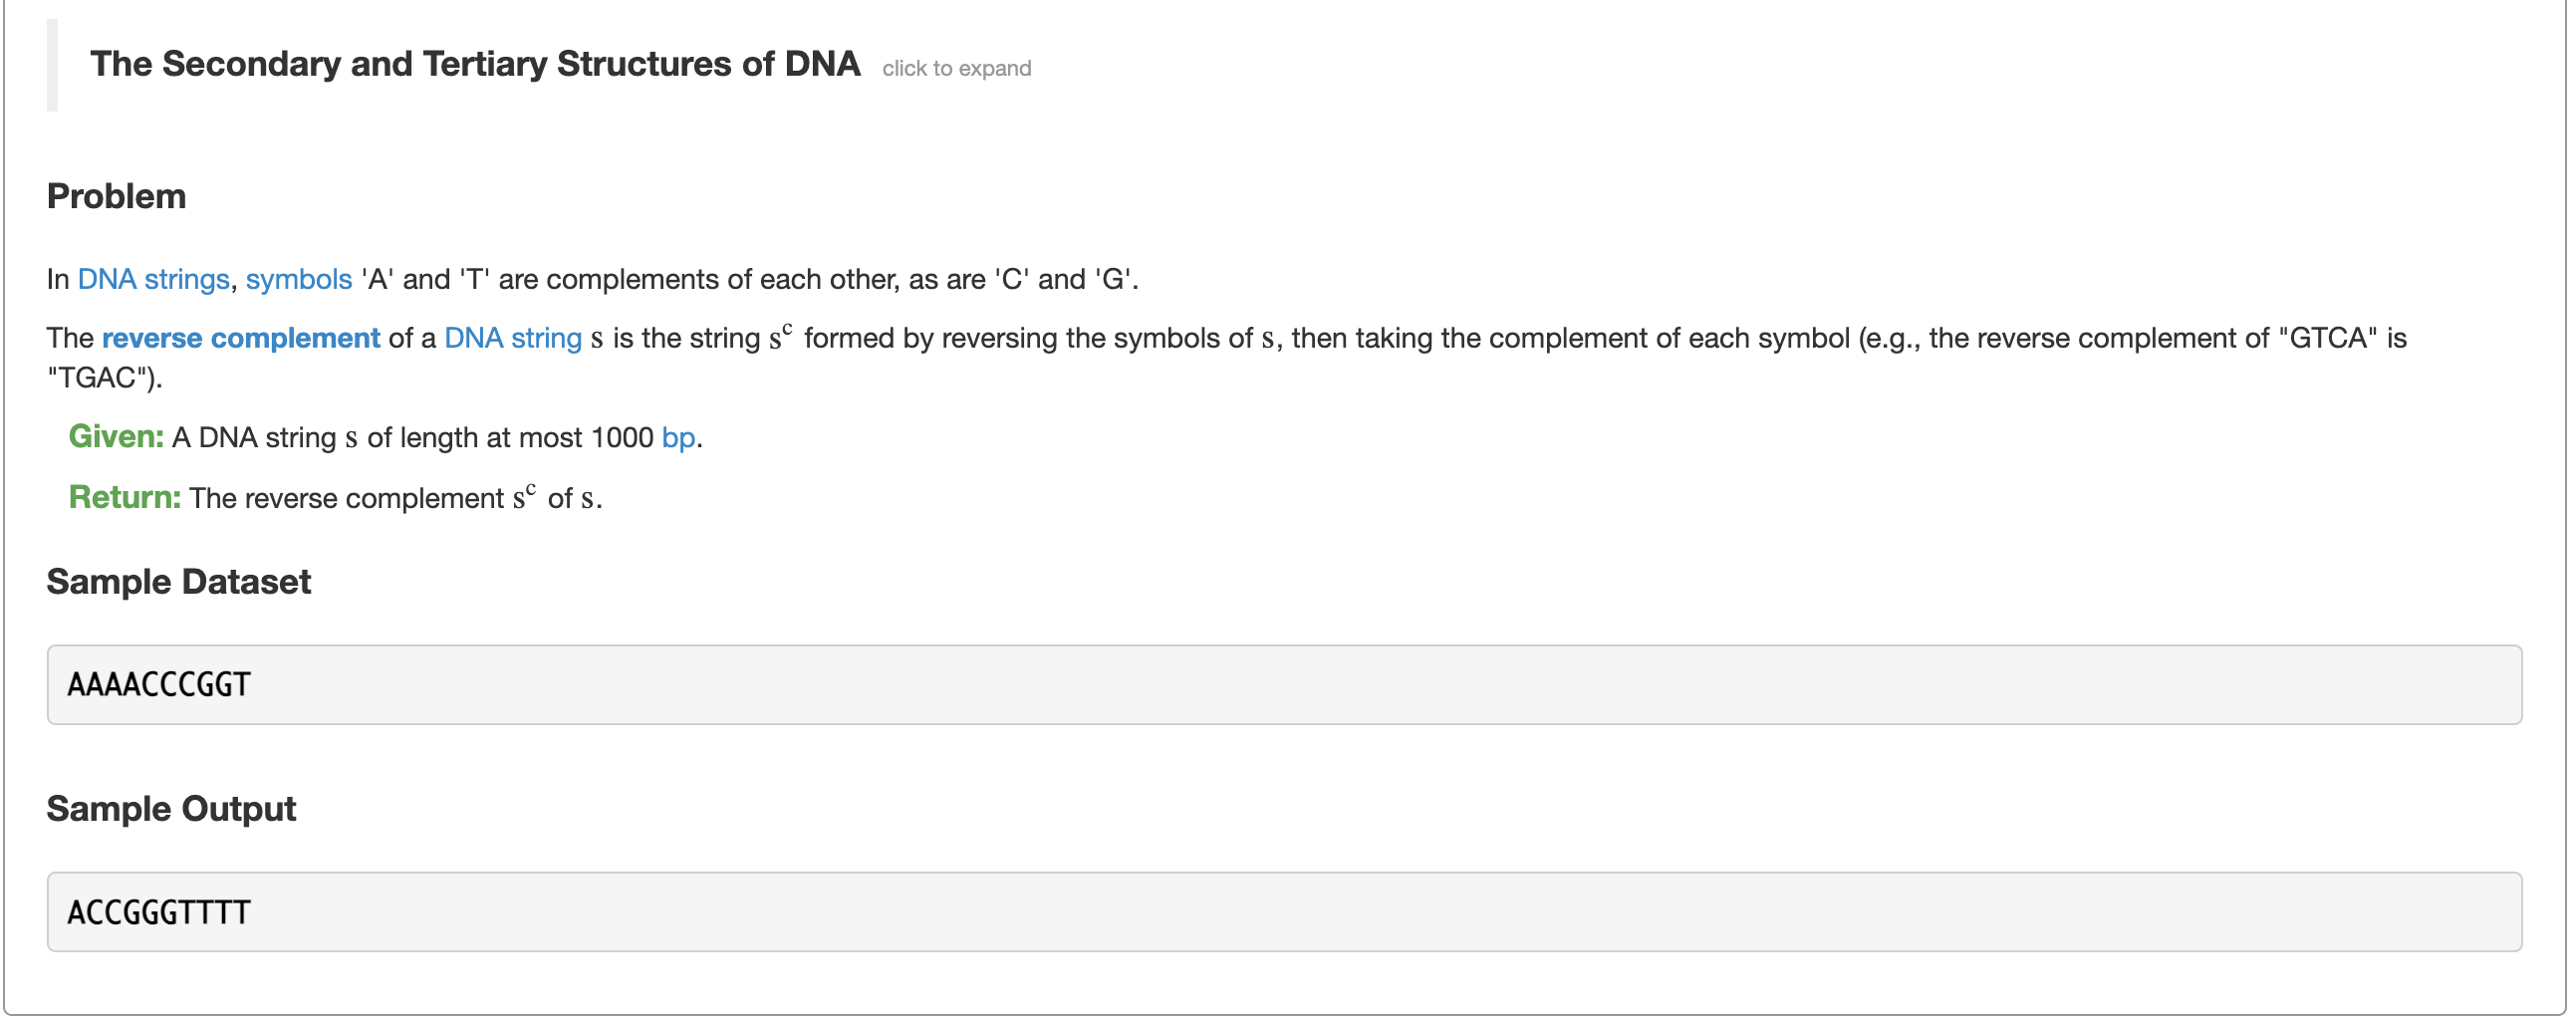 The Secondary and Tertiary Structures of DNA click to expand
Problem
In DNA strings, symbols 'A' and 'T' are complements of each other, as are 'C' and 'G'.
The reverse complement of a DNA string s is the string sᶜ formed by reversing the symbols of s, then taking the complement of each symbol (e.g., the reverse complement of "GTCA" is
"TGAC").
Given: A DNA string s of length at most 1000 bp.
Return: The reverse complement sᶜ of s.
Sample Dataset
AAAACCCGGT
Sample Output
ACCGGGTTTT